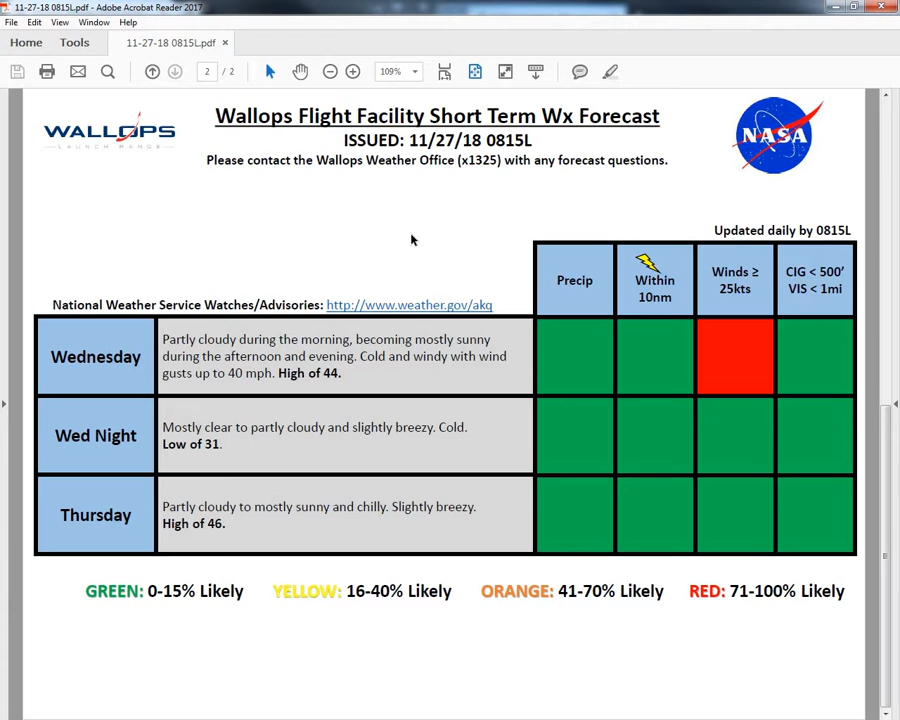 11-27-18 0815L.pdf - Adobe Acrobat Reader 2017
File Edit View Window Help
Home Tools 11-27-18 0815L.pdf ×
2 / 2 109%
WALLOPS
LAUNCH RANGE
Wallops Flight Facility Short Term Wx Forecast
ISSUED: 11/27/18 0815L
Please contact the Wallops Weather Office (x1325) with any forecast questions.
NASA
Updated daily by 0815L
National Weather Service Watches/Advisories: http://www.weather.gov/akq
Precip
Within
10nm
Winds ≥
25kts
CIG < 500’
VIS < 1mi
Wednesday
Partly cloudy during the morning, becoming mostly sunny
during the afternoon and evening. Cold and windy with wind
gusts up to 40 mph. High of 44.
Wed Night
Mostly clear to partly cloudy and slightly breezy. Cold.
Low of 31.
Thursday
Partly cloudy to mostly sunny and chilly. Slightly breezy.
High of 46.
GREEN: 0-15% Likely YELLOW: 16-40% Likely ORANGE: 41-70% Likely RED: 71-100% Likely